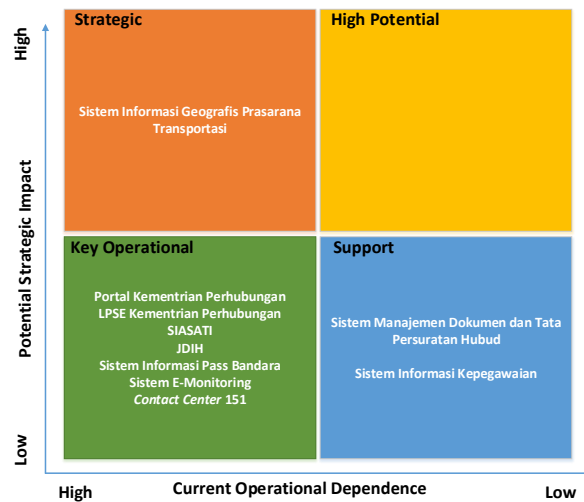 Strategic
High Potential
Sistem Informasi Geografis Prasarana
Transportasi
Key Operational
Support
Portal Kementrian Perhubungan
LPSE Kementrian Perhubungan
SIASATI
JDIH
Sistem Informasi Pass Bandara
Sistem E-Monitoring
Contact Center 151
Sistem Manajemen Dokumen dan Tata
Persuratan Hubud
Sistem Informasi Kepegawaian
High
Potential Strategic Impact
Low
High
Current Operational Dependence
Low